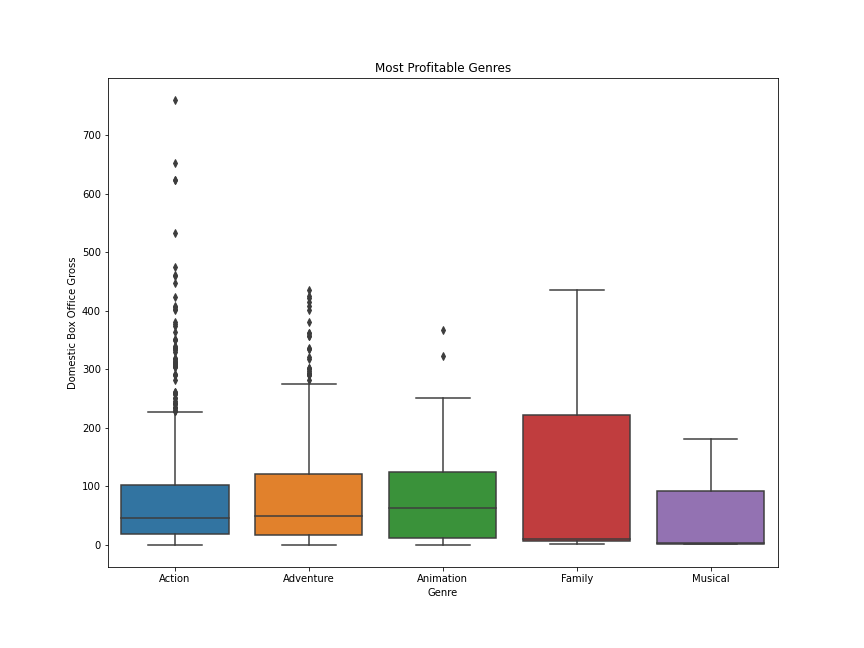 Most Profitable Genres
Domestic Box Office Gross
700
600
500
400
300
200
100
0
Action Adventure Animation Family Musical
Genre